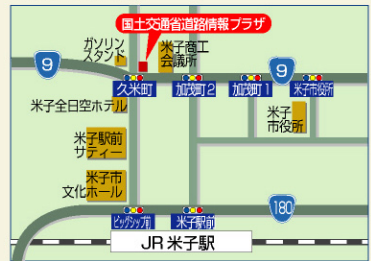 国土交通省道路情報プラザ
ガソリン
スタンド
米子商工
会議所
9
9
久米町
加茂町2
加茂町1
米子市役所
米子全日空ホテル
米子
市役所
米子駅前
サティー
米子市
文化ホール
180
ビッグシップ前
米子駅前
JR 米子駅